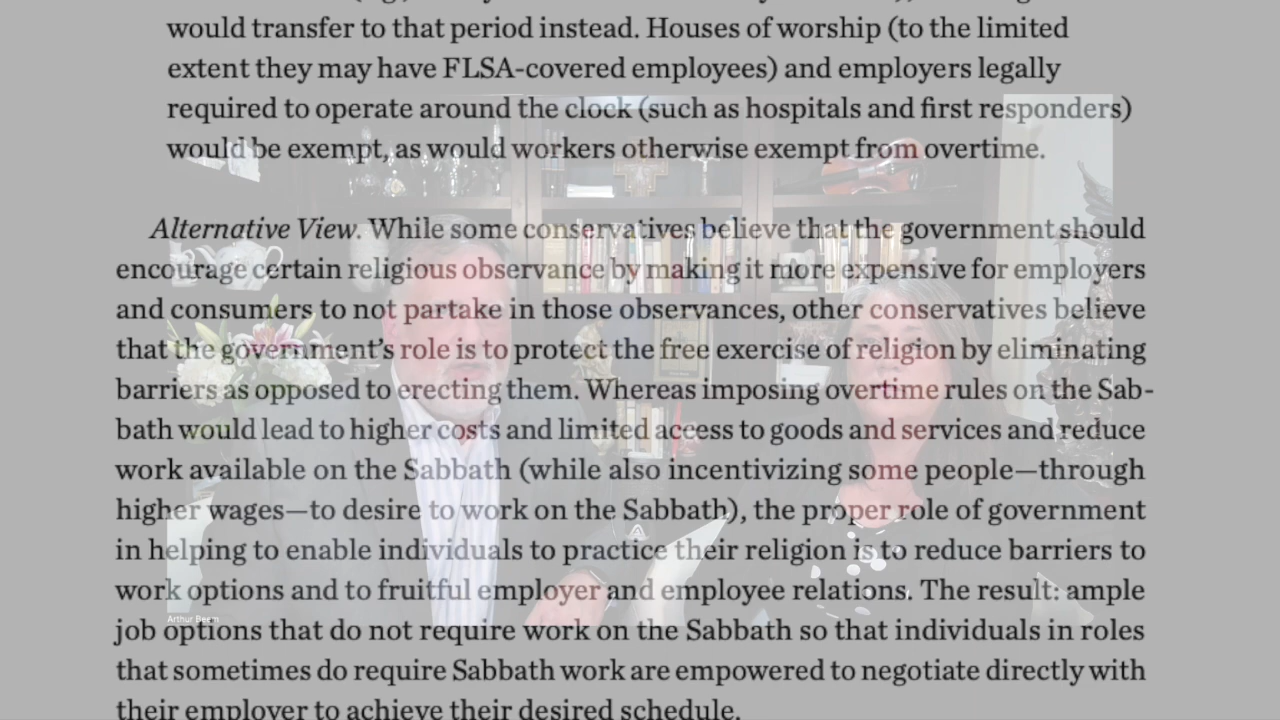 would transfer to that period instead. Houses of worship (to the limited
extent they may have FLSA-covered employees) and employers legally
required to operate around the clock (such as hospitals and first responders)
would be exempt, as would workers otherwise exempt from overtime.
Alternative View. While some conservatives believe that the government should
encourage certain religious observance by making it more expensive for employers
and consumers to not partake in those observances, other conservatives believe
that the government’s role is to protect the free exercise of religion by eliminating
barriers as opposed to erecting them. Whereas imposing overtime rules on the Sab-
bath would lead to higher costs and limited access to goods and services and reduce
work available on the Sabbath (while also incentivizing some people—through
higher wages—to desire to work on the Sabbath), the proper role of government
in helping to enable individuals to practice their religion is to reduce barriers to
work options and to fruitful employer and employee relations. The result: ample
job options that do not require work on the Sabbath so that individuals in roles
that sometimes do require Sabbath work are empowered to negotiate directly with
their employer to achieve their desired schedule.
Arthur Beem